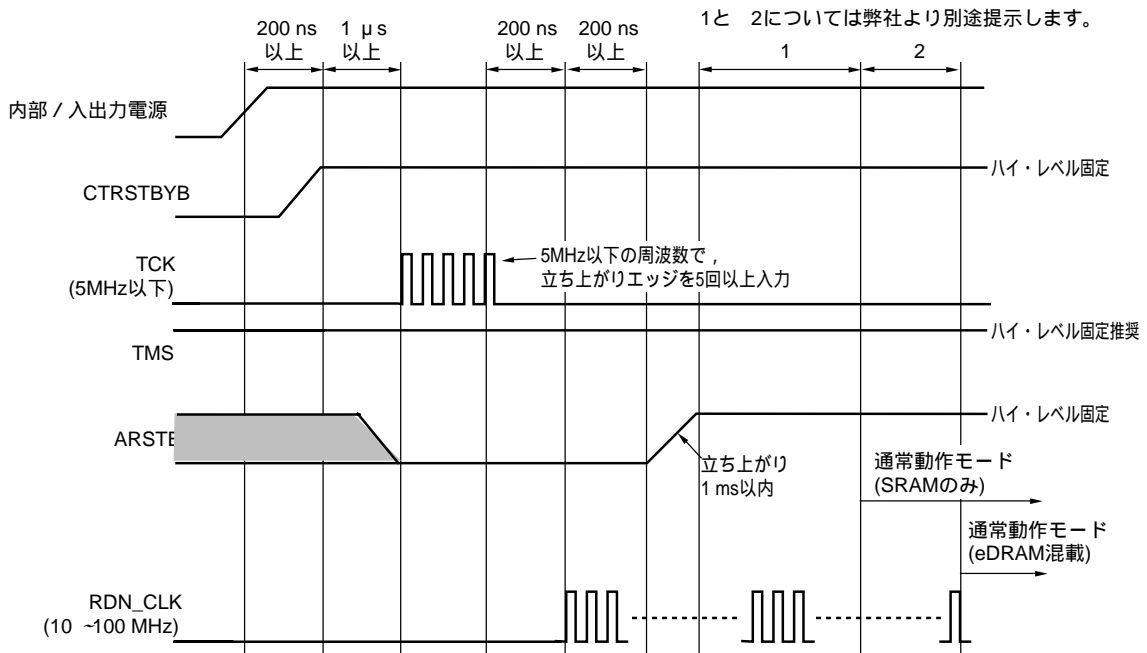 1と 2については弊社より別途提示します。
200 ns
以上
1 μs
以上
200 ns
以上
200 ns
以上
1
2
内部 / 入出力電源
CTRSTBYB
ハイ・レベル固定
TCK
(5MHz以下)
5MHz以下の周波数で，
立ち上がりエッジを5回以上入力
TMS
ハイ・レベル固定推奨
ARSTB
ハイ・レベル固定
立ち上がり
1 ms以内
通常動作モード
(SRAMのみ)
通常動作モード
(eDRAM混載)
RDN_CLK
(10 ~100 MHz)